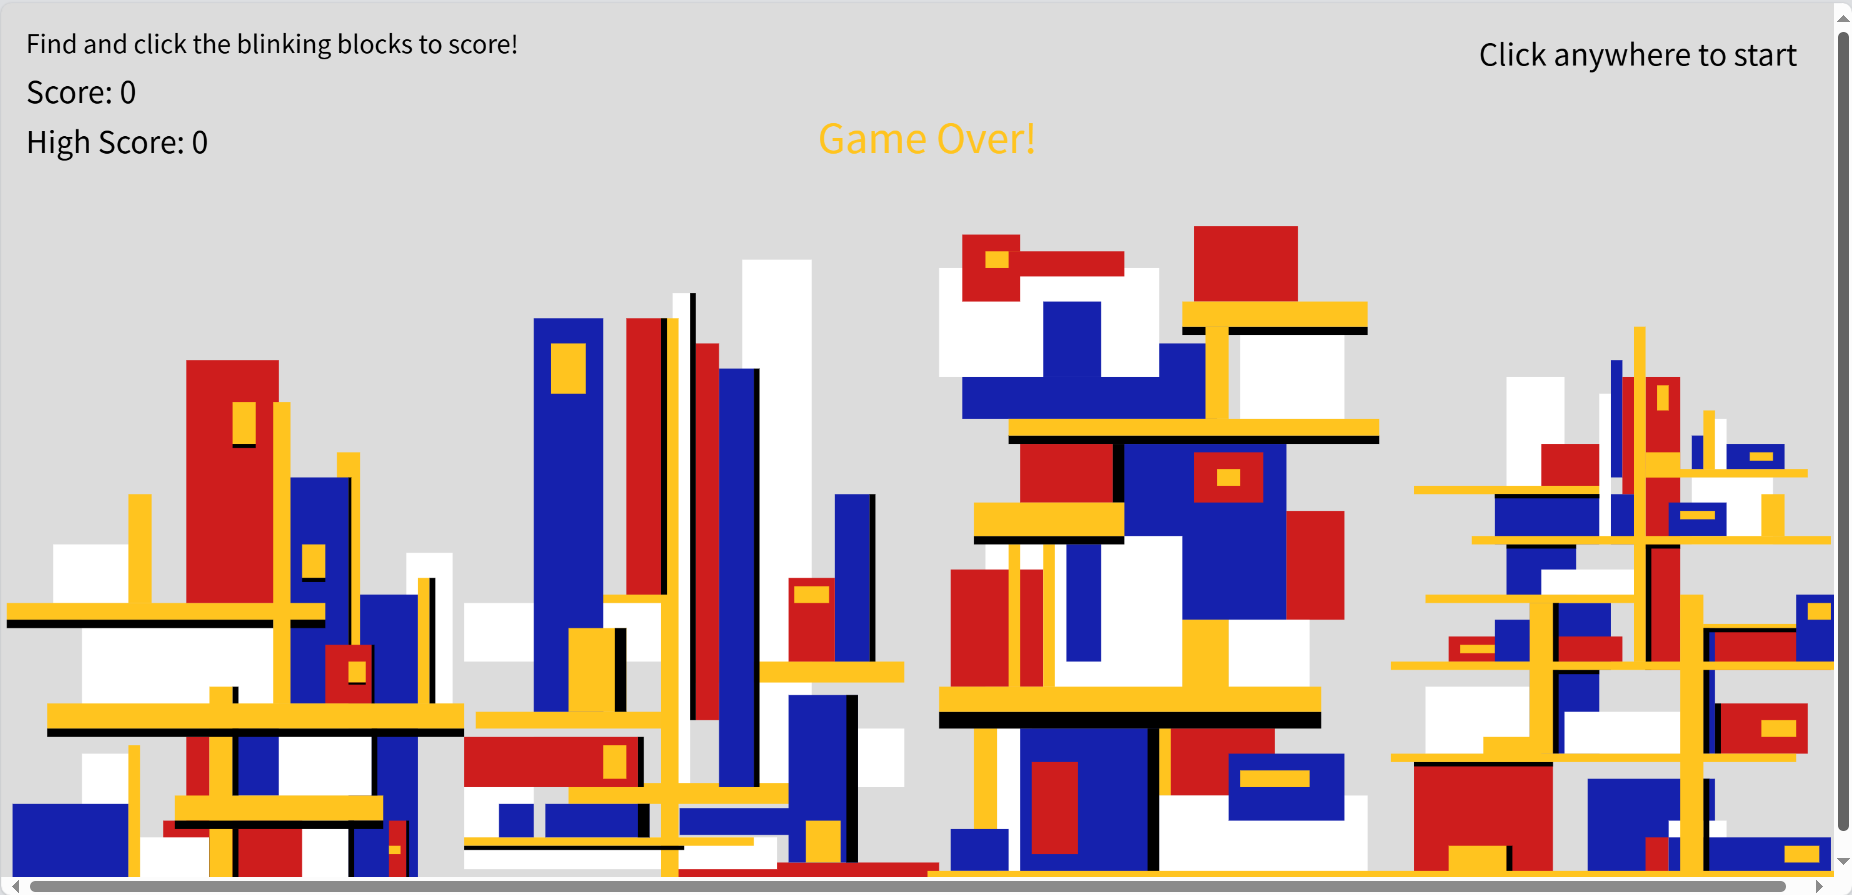 Find and click the blinking blocks to score!
Click anywhere to start
Score: 0
High Score: 0
Game Over!